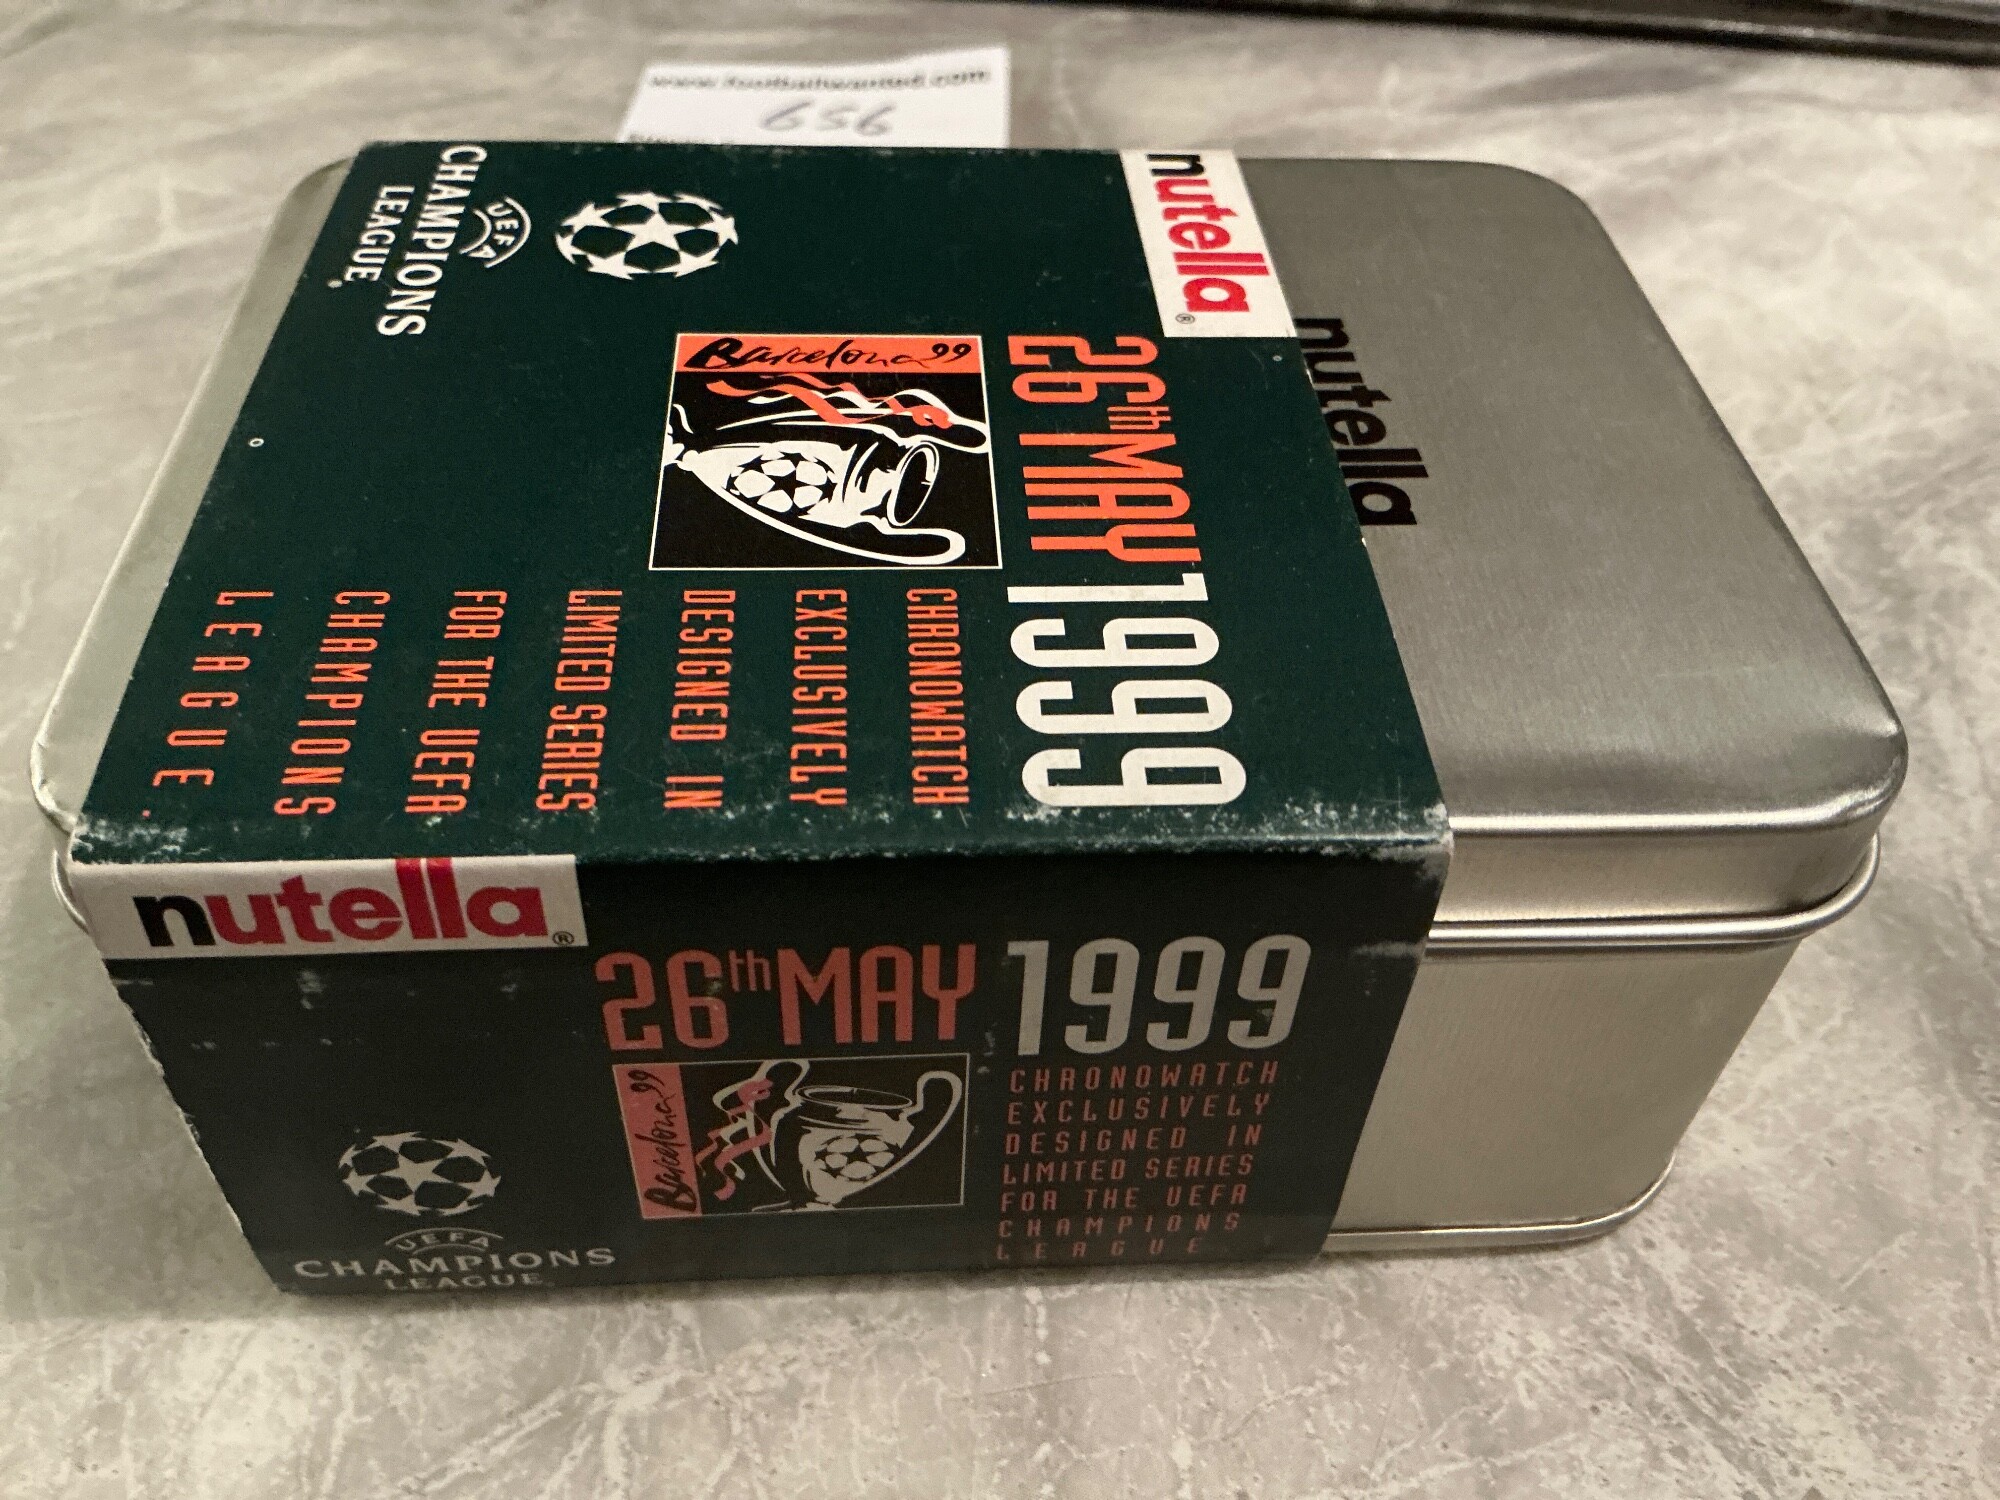 www.footballwanted.com
656
nutella®
nutella
26th MAY 1999
Barcelona 99
CHRONOWATCH
EXCLUSIVELY
DESIGNED IN
LIMITED SERIES
FOR THE UEFA
CHAMPIONS
LEAGUE.
UEFA
CHAMPIONS
LEAGUE®
nutella®
26th MAY 1999
Barcelona 99
CHRONOWATCH
EXCLUSIVELY
DESIGNED IN
LIMITED SERIES
FOR THE UEFA
CHAMPIONS
LEAGUE
UEFA
CHAMPIONS
LEAGUE